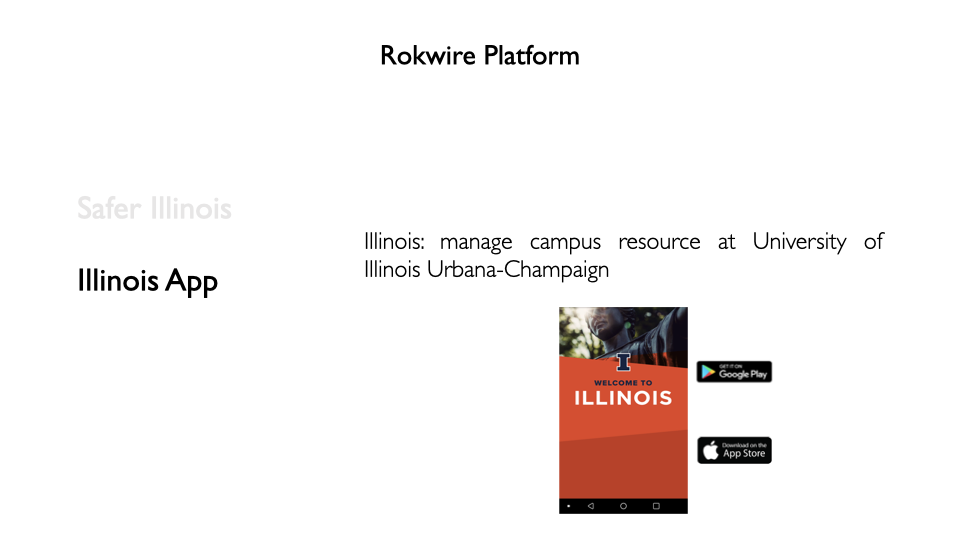 Rokwire Platform
Safer Illinois
Illinois: manage campus resource at University of
Illinois Urbana-Champaign
Illinois App
I
WELCOME TO
ILLINOIS
GET IT ON
Google Play
Download on the
App Store